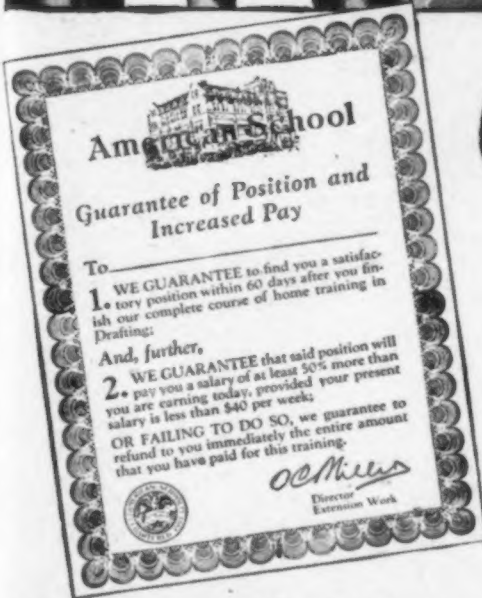 American School
Guarantee of Position and
Increased Pay
To
1. WE GUARANTEE to find you a satisfac-
tory position within 60 days after you fin-
ish our complete course of home training in
Drafting;
And, further,
2. WE GUARANTEE that said position will
pay you a salary of at least 50% more than
you are earning today, provided your present
salary is less than $40 per week;
OR FAILING TO DO SO, we guarantee to
refund to you immediately the entire amount
that you have paid for this training.
O C Miller
Director
Extension Work